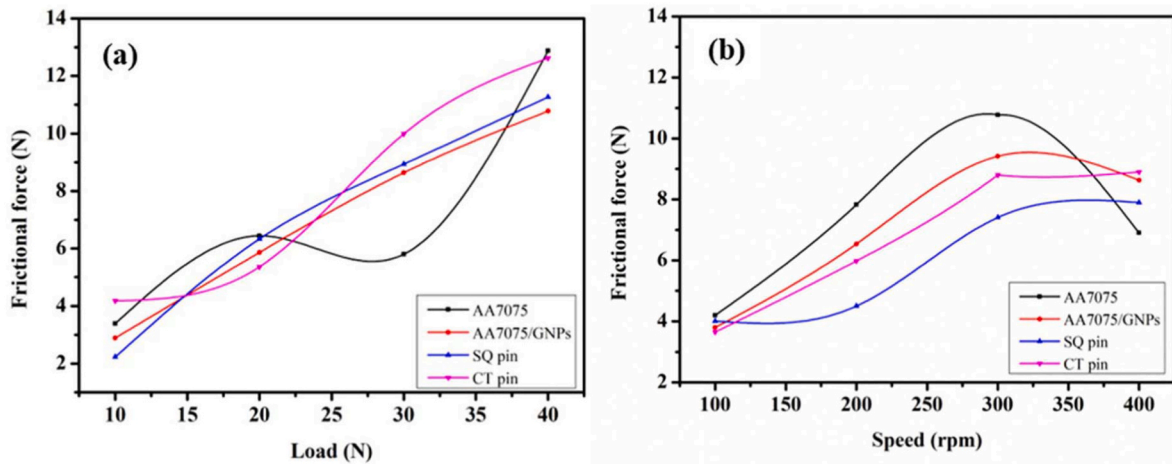 (a)
Frictional force (N)
14
12
10
8
6
4
2
10
15
20
25
30
35
40
Load (N)
AA7075
AA7075/GNPs
SQ pin
CT pin
(b)
Frictional force (N)
14
12
10
8
6
4
2
100
150
200
250
300
350
400
Speed (rpm)
AA7075
AA7075/GNPs
SQ pin
CT pin